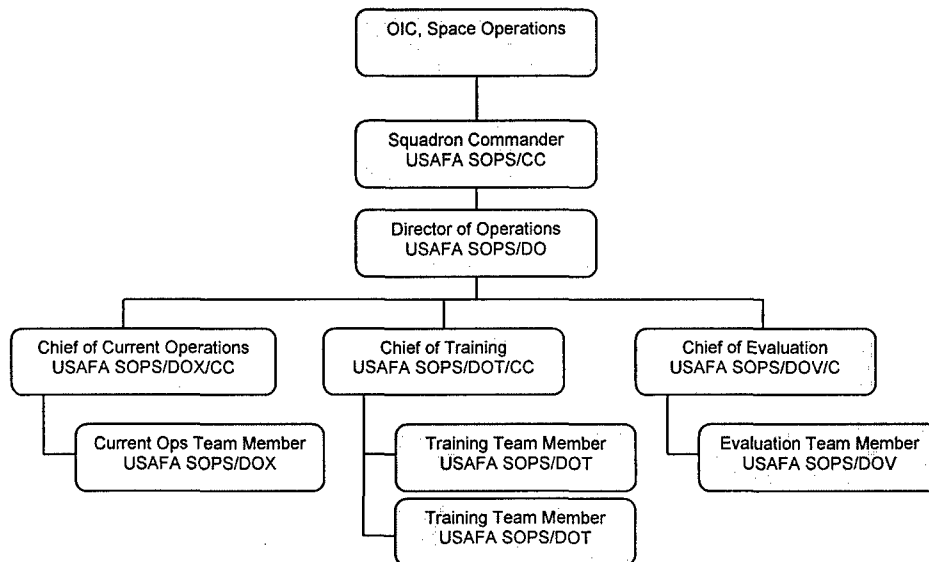 OIC, Space Operations
Squadron Commander
USAFA SOPS/CC
Director of Operations
USAFA SOPS/DO
Chief of Current Operations
USAFA SOPS/DOX/CC
Chief of Training
USAFA SOPS/DOT/CC
Chief of Evaluation
USAFA SOPS/DOV/C
Current Ops Team Member
USAFA SOPS/DOX
Training Team Member
USAFA SOPS/DOT
Evaluation Team Member
USAFA SOPS/DOV
Training Team Member
USAFA SOPS/DOT